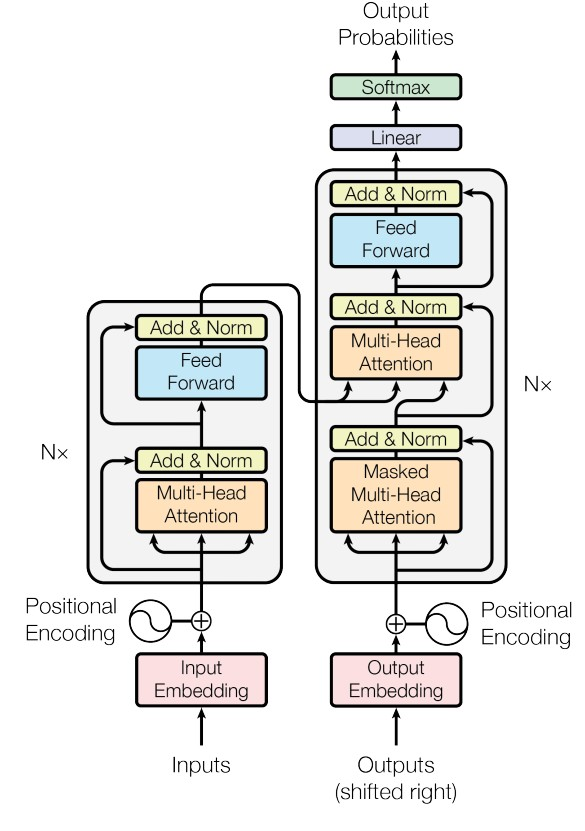 Output
Probabilities
Softmax
Linear
Add & Norm
Feed
Forward
Add & Norm
Multi-Head
Attention
Add & Norm
Masked
Multi-Head
Attention
N×
Add & Norm
Feed
Forward
Add & Norm
Multi-Head
Attention
N×
Positional
Encoding
Positional
Encoding
Input
Embedding
Output
Embedding
Inputs
Outputs
(shifted right)